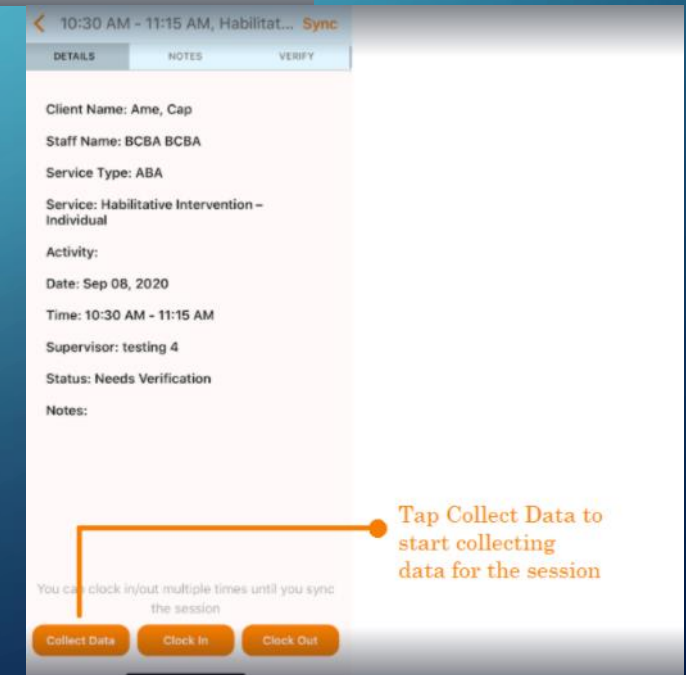 10:30 AM - 11:15 AM, Habilitat... Sync
DETAILS NOTES VERIFY
Client Name: Ame, Cap
Staff Name: BCBA BCBA
Service Type: ABA
Service: Habilitative Intervention –
Individual
Activity:
Date: Sep 08, 2020
Time: 10:30 AM - 11:15 AM
Supervisor: testing 4
Status: Needs Verification
Notes:
Tap Collect Data to
start collecting
data for the session
You can clock in/out multiple times until you sync
the session
Collect Data Clock In Clock Out